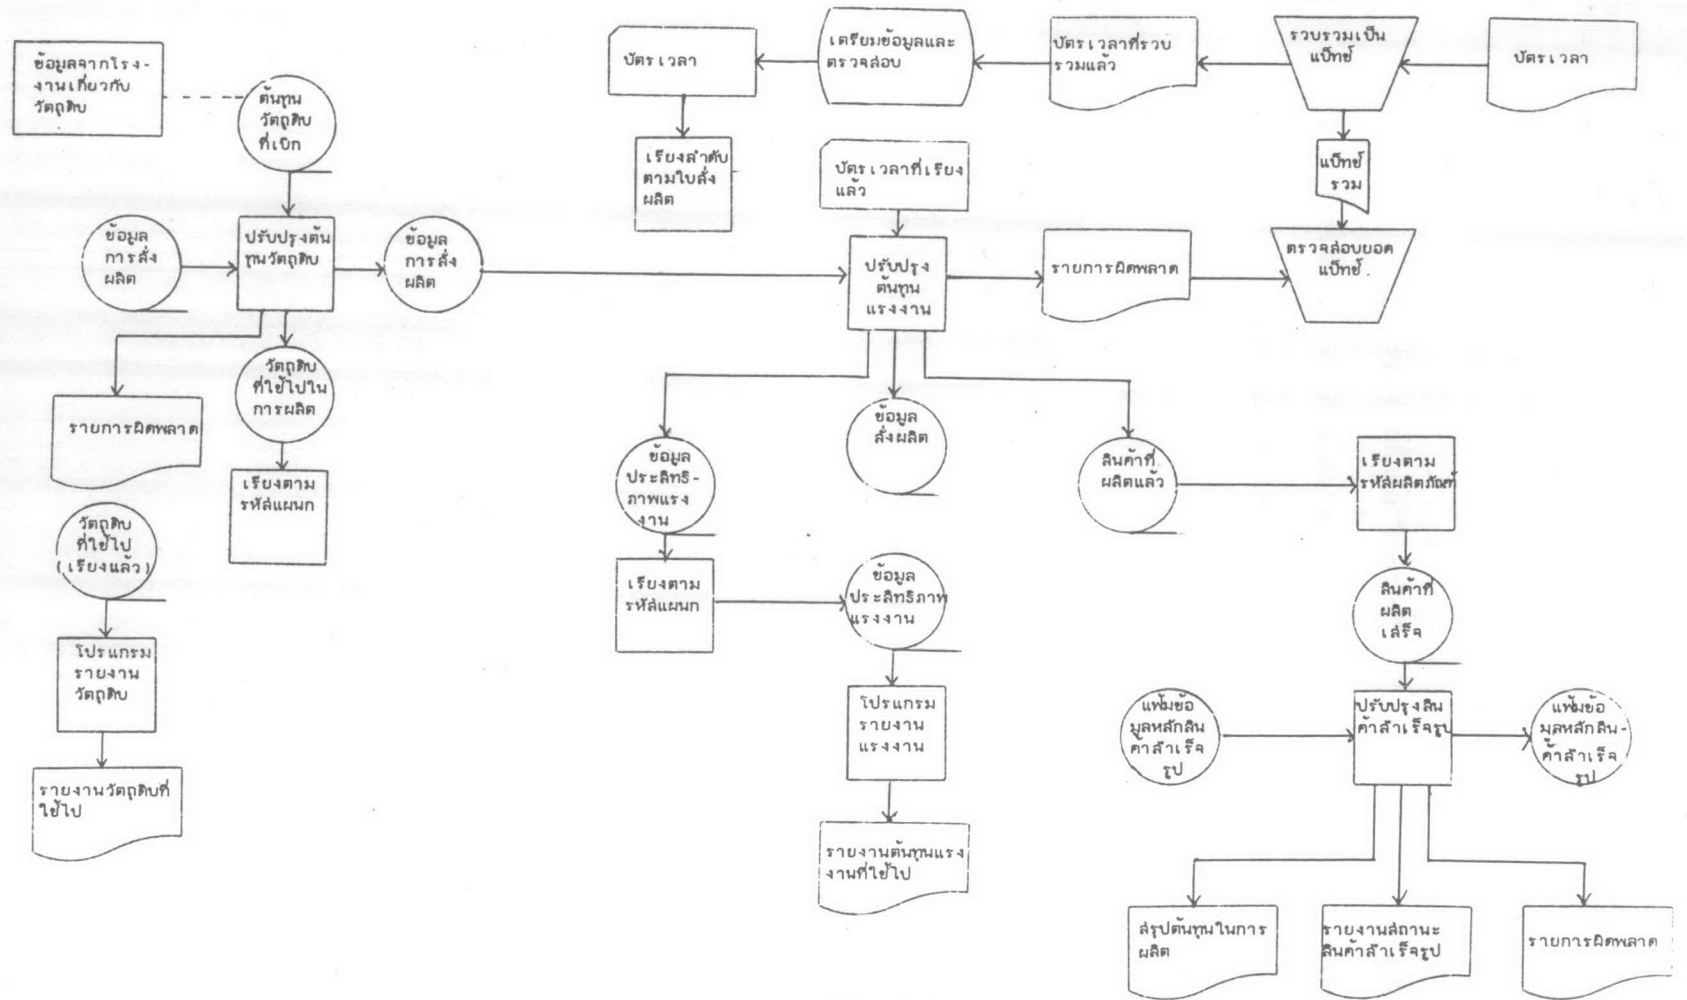 ข้อมูลจากโรง-
งานเกี่ยวกับ
วัตถุดิบ
ต้นทุน
วัตถุดิบ
ที่เบิก
บัตรเวลา
เตรียมข้อมูลและ
ตรวจสอบ
บัตรเวลาที่รวบ
รวมแล้ว
รวบรวมเป็น
แบ็ทช์
บัตรเวลา
เรียงลำดับ
ตามใบสั่ง
ผลิต
บัตรเวลาที่เรียง
แล้ว
แบ็ทช์
รวม
ข้อมูล
การสั่ง
ผลิต
ปรับปรุงต้น
ทุนวัตถุดิบ
ข้อมูล
การสั่ง
ผลิต
ปรับปรุง
ต้นทุน
แรงงาน
รายการผิดพลาด
ตรวจสอบยอด
แบ็ทช์
รายการผิดพลาด
วัตถุดิบ
ที่ใช้ไปใน
การผลิต
ข้อมูล
สั่งผลิต
เรียงตาม
รหัสแผนก
ข้อมูล
ประสิทธิ-
ภาพแรง
งาน
สินค้าที่
ผลิตแล้ว
เรียงตาม
รหัสผลิตภัณฑ์
วัตถุดิบ
ที่ใช้ไป
(เรียงแล้ว)
เรียงตาม
รหัสแผนก
ข้อมูล
ประสิทธิภาพ
แรงงาน
สินค้าที่
ผลิต
เสร็จ
โปรแกรม
รายงาน
วัตถุดิบ
โปรแกรม
รายงาน
แรงงาน
แฟ้มข้อ
มูลหลักสิน
ค้าสำเร็จ
รูป
ปรับปรุงสิน
ค้าสำเร็จรูป
แฟ้มข้อ
มูลหลักสิน-
ค้าสำเร็จ
รูป
รายงานวัตถุดิบที่
ใช้ไป
รายงานต้นทุนแรง
งานที่ใช้ไป
สรุปต้นทุนในการ
ผลิต
รายงานสถานะ
สินค้าสำเร็จรูป
รายการผิดพลาด